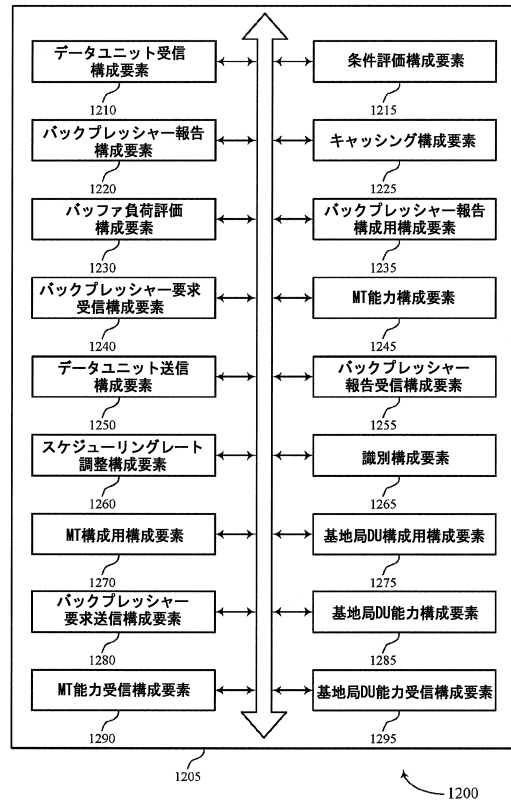 データユニット受信
構成要素
1210
条件評価構成要素
1215
バックプレッシャー報告
構成要素
1220
キャッシング構成要素
1225
バッファ負荷評価
構成要素
1230
バックプレッシャー報告
構成用構成要素
1235
バックプレッシャー要求
受信構成要素
1240
MT能力構成要素
1245
データユニット送信
構成要素
1250
バックプレッシャー
報告受信構成要素
1255
スケジューリングレート
調整構成要素
1260
識別構成要素
1265
MT構成用構成要素
1270
基地局DU構成用構成要素
1275
バックプレッシャー
要求送信構成要素
1280
基地局DU能力構成要素
1285
MT能力受信構成要素
1290
基地局DU能力受信構成要素
1295
1205
1200